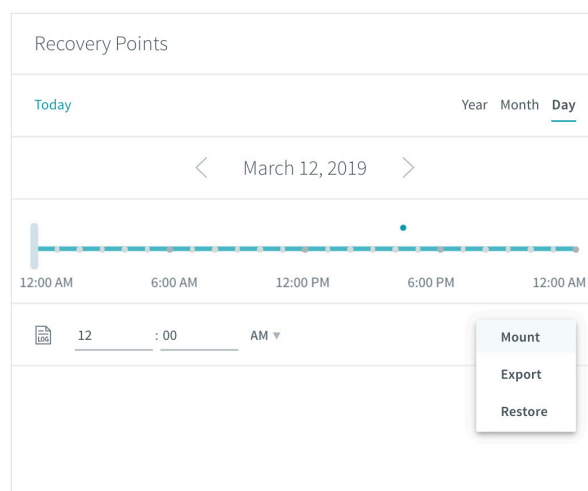 Recovery Points
Today Year Month Day
March 12, 2019
12:00 AM 6:00 AM 12:00 PM 6:00 PM 12:00 AM
LOG 12 : 00 AM
Mount
Export
Restore